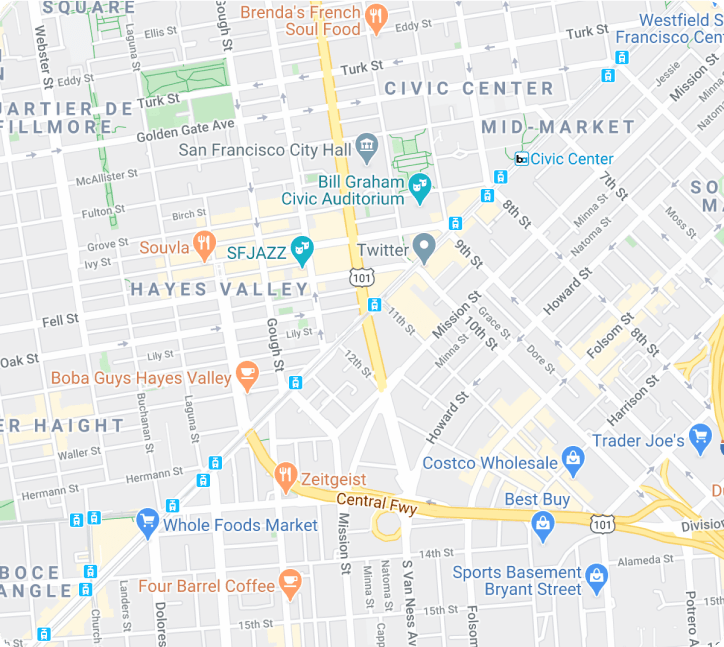 SQUARE
Gough St
Brenda's French
Soul Food
Westfield S
Francisco Cen
Webster St
Laguna St
Ellis St
Eddy St
Eddy St
Turk St
Jessie
Mission St
CIVIC CENTER
Turk St
UARTIER DE
FILLMORE
Golden Gate Ave
MID-MARKET
San Francisco City Hall
Civic Center
McAllister St
Bill Graham
Civic Auditorium
7th St
SO
MA
Minna St
Natoma St
Moss St
Fulton St
Birch St
8th St
Grove St
Souvla
SFJAZZ
Twitter
9th St
Ivy St
101
HAYES VALLEY
Howard St
Fell St
11th St
Mission St
10th St
Grace St
Folsom St
8th St
Gough St
Lily St
Minna St
Dore St
Oak St
Lily St
12th St
Boba Guys Hayes Valley
Harrison St
Buchanan St
Laguna St
Howard St
ER HAIGHT
Waller St
Trader Joe's
Costco Wholesale
Hermann St
Zeitgeist
Hermann St
Best Buy
Central Fwy
Du
101
Whole Foods Market
Division
Mission St
14th St
Alameda St
BOCE
ANGLE
Four Barrel Coffee
Sports Basement
Bryant Street
Landers St
Church
Dolores
Minna St
Natoma St
Capp
S Van Ness Av
Folsom
Potrero A
15th St
15th St